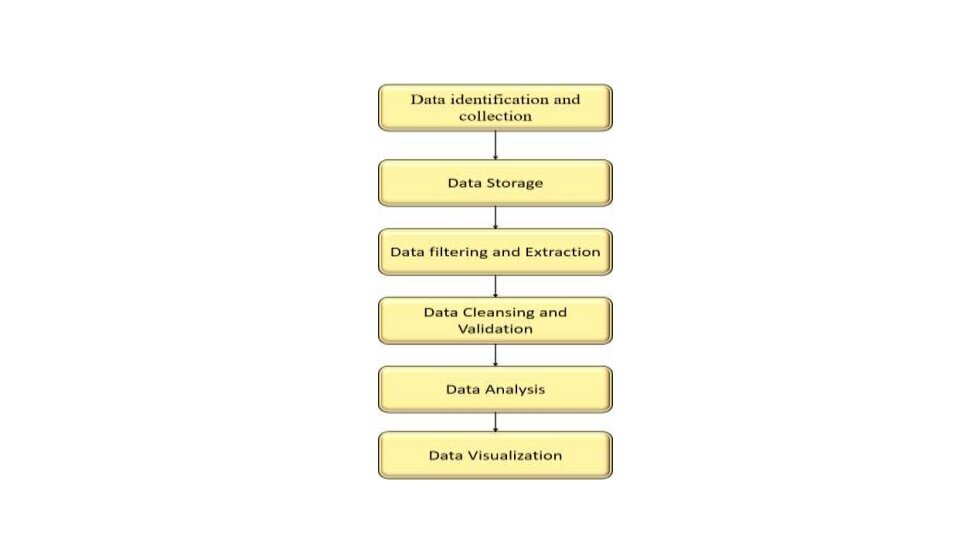 Data identification and
collection
Data Storage
Data filtering and Extraction
Data Cleansing and
Validation
Data Analysis
Data Visualization